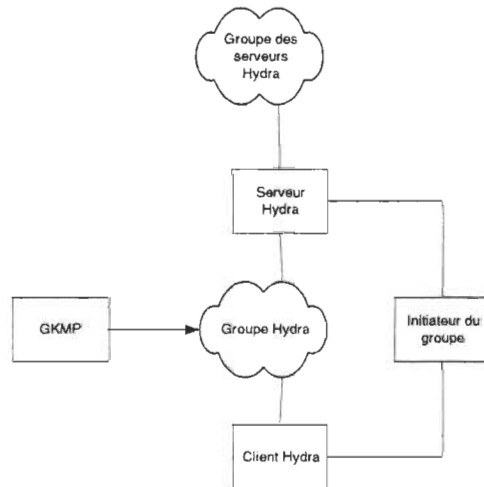 Groupe des
serveurs
Hydra
Serveur
Hydra
GKMP
Groupe Hydra
Initiateur du
groupe
Client Hydra